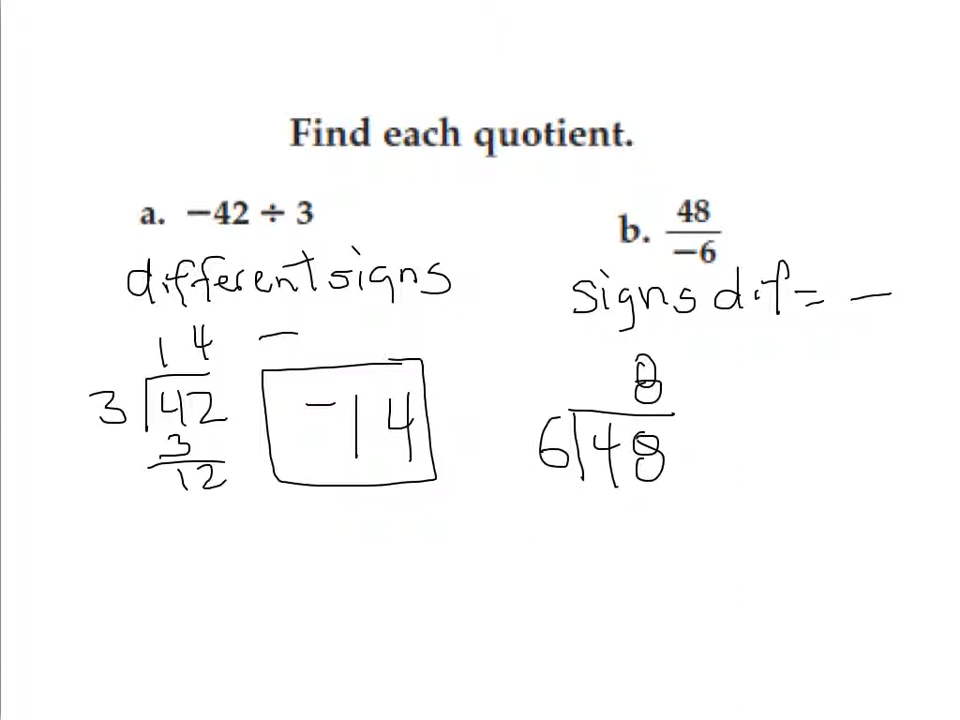 Find each quotient.
a. −42 ÷ 3
different signs
14 −
3 42
3
12
-14
b. 48
−6
signs dif = −
8
6 48